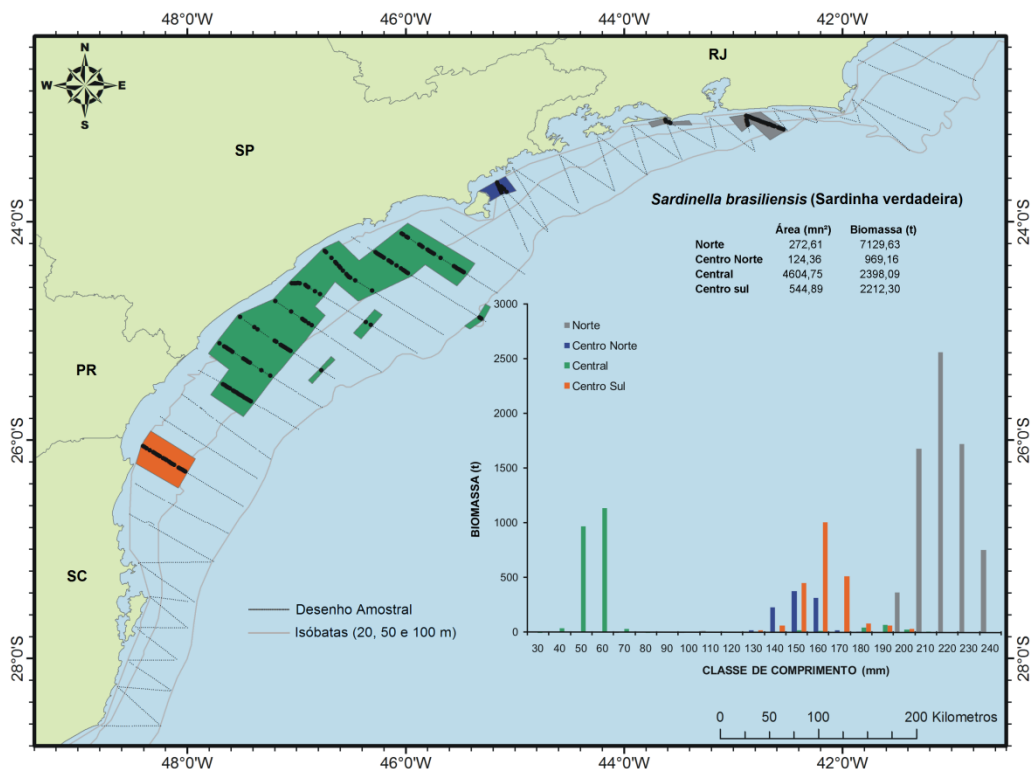 48°0'W 46°0'W 44°0'W 42°0'W
N
W E
S
RJ
SP
PR
SC
24°0'S 24°0'S
26°0'S 26°0'S
28°0'S 28°0'S
Sardinella brasiliensis (Sardinha verdadeira)
Área (mn²) Biomassa (t)
Norte 272,61 7129,63
Centro Norte 124,36 969,16
Central 4604,75 2398,09
Centro sul 544,89 2212,30
3000
2500
2000
1500
1000
500
0
BIOMASSA (t)
Norte
Centro Norte
Central
Centro Sul
30 40 50 60 70 80 90 100 110 120 130 140 150 160 170 180 190 200 210 220 230 240
CLASSE DE COMPRIMENTO (mm)
Desenho Amostral
Isóbatas (20, 50 e 100 m)
0 50 100 200 Kilometros
48°0'W 46°0'W 44°0'W 42°0'W